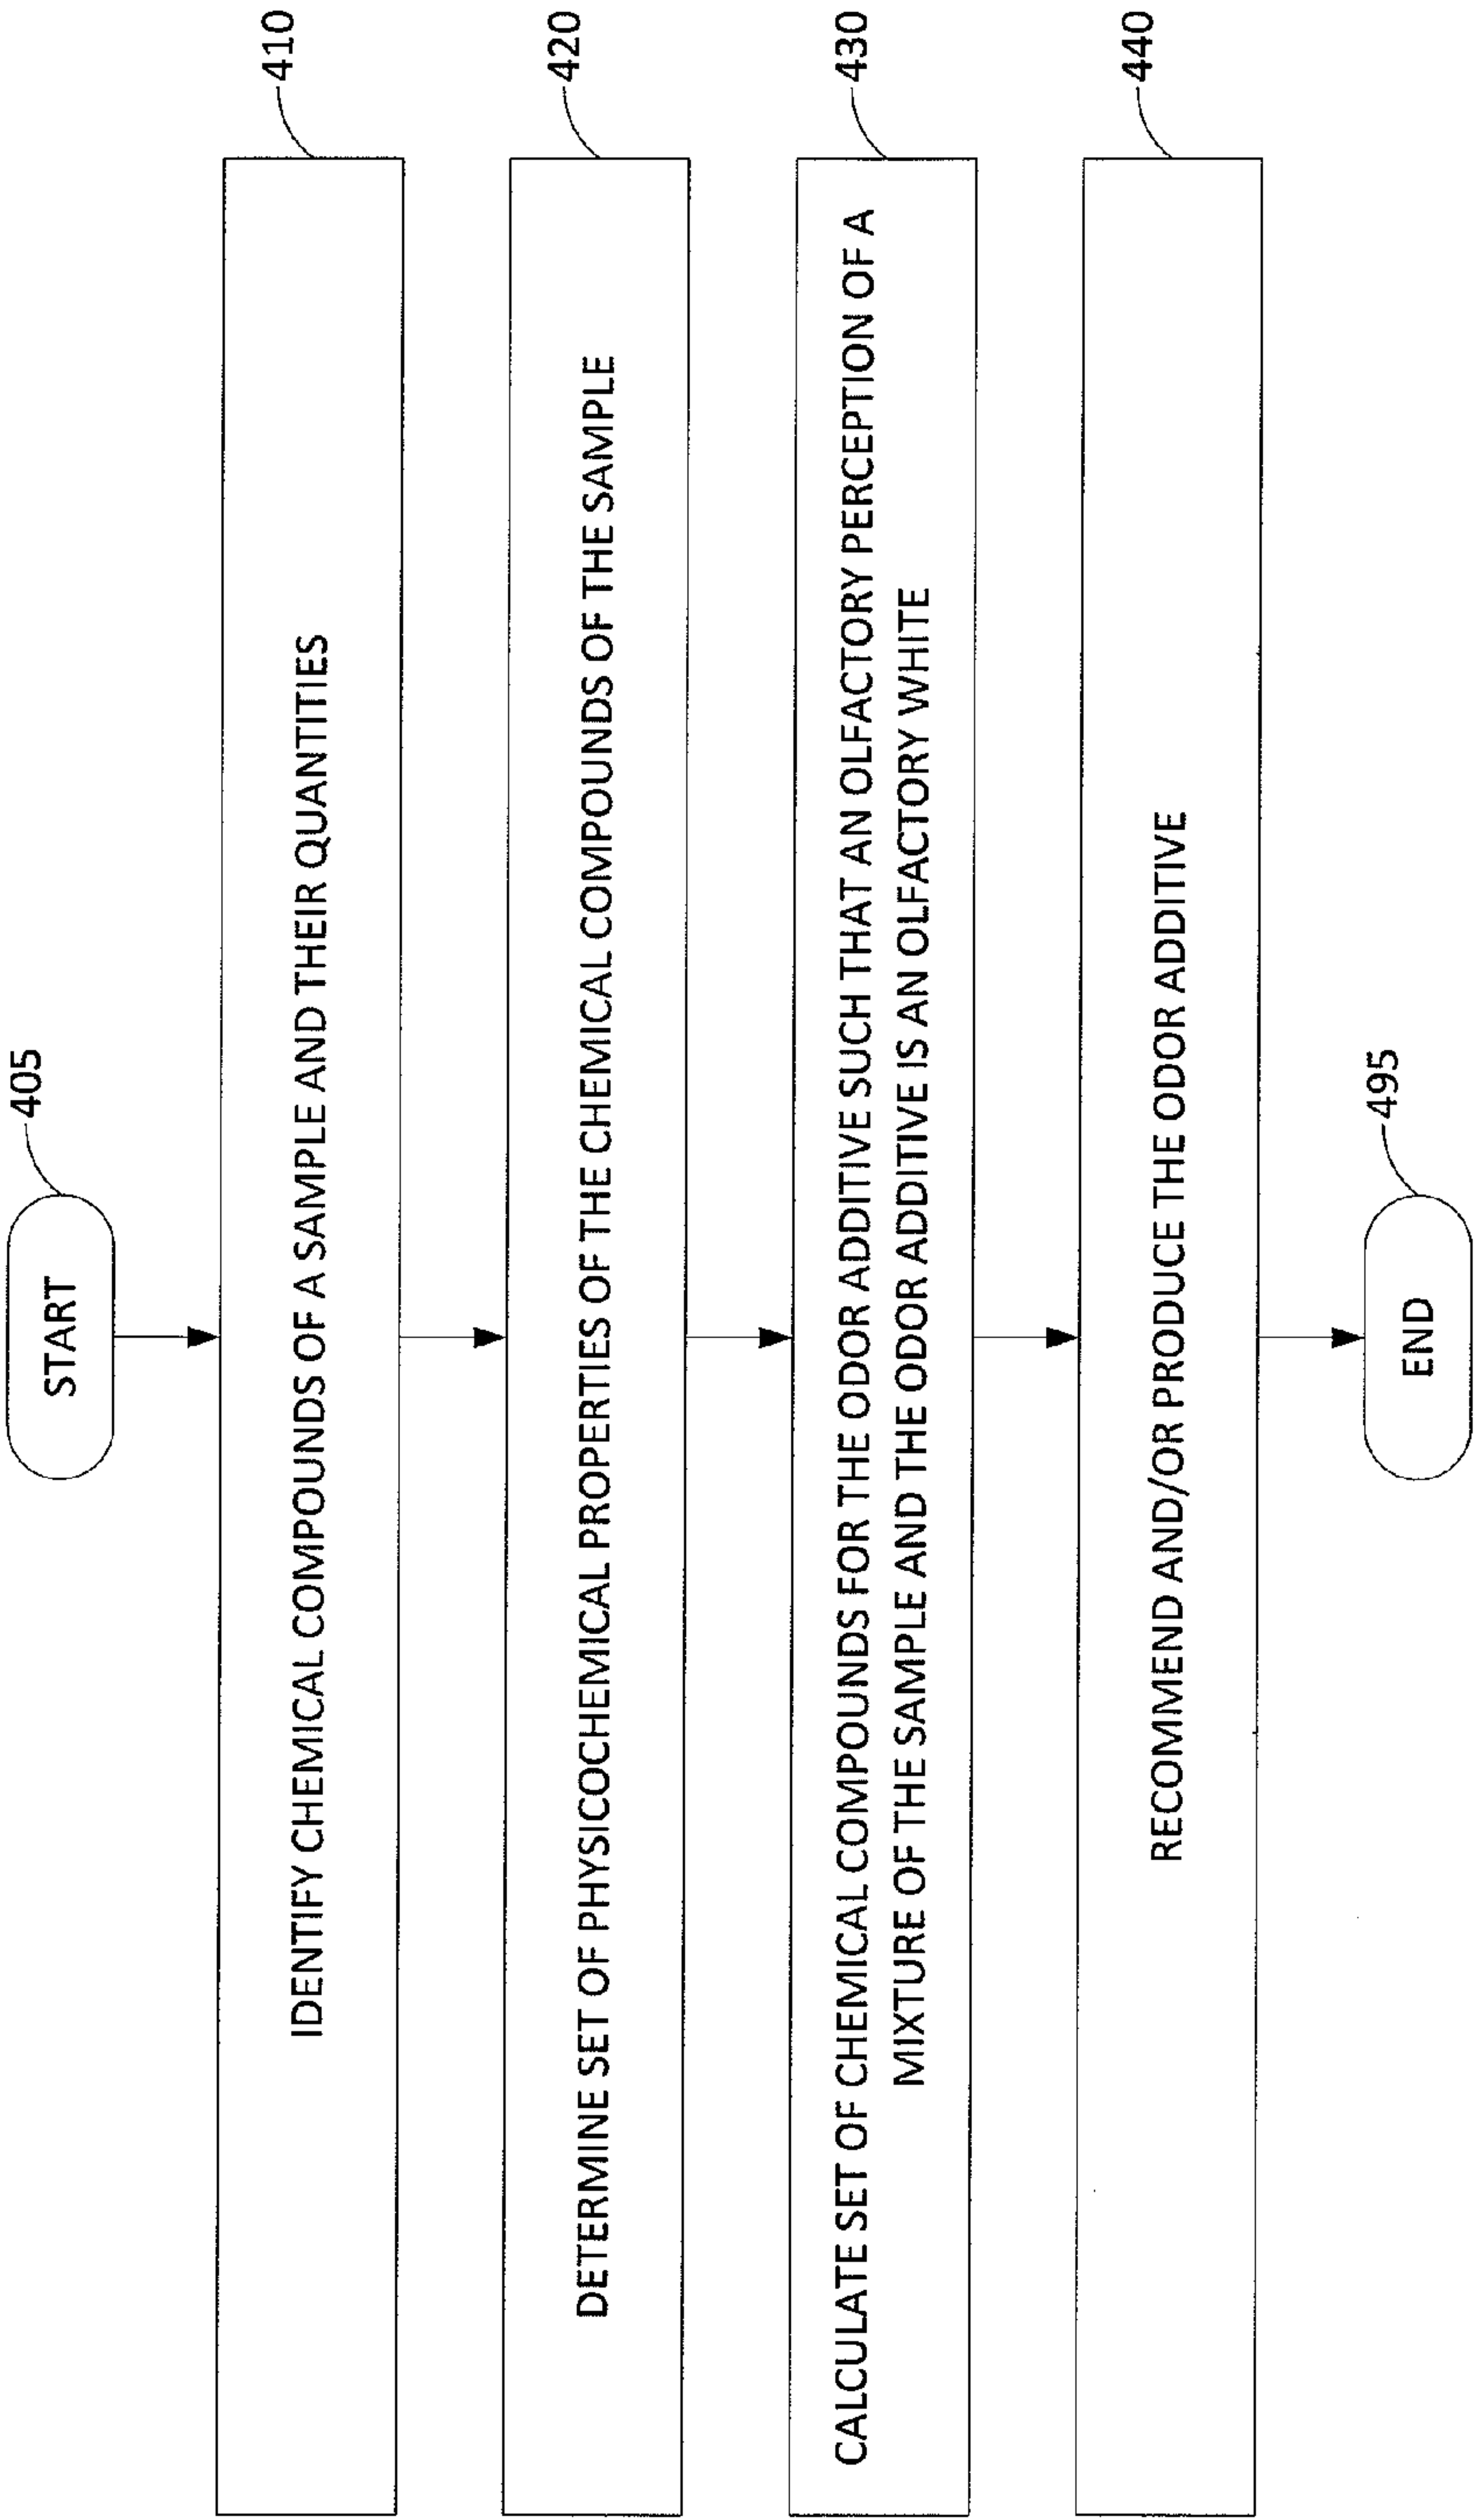 405
START
410
IDENTIFY CHEMICAL COMPOUNDS OF A SAMPLE AND THEIR QUANTITIES
420
DETERMINE SET OF PHYSICOCHEMICAL PROPERTIES OF THE CHEMICAL COMPOUNDS OF THE SAMPLE
430
CALCULATE SET OF CHEMICAL COMPOUNDS FOR THE ODOR ADDITIVE SUCH THAT AN OLFACTORY PERCEPTION OF A
MIXTURE OF THE SAMPLE AND THE ODOR ADDITIVE IS AN OLFACTORY WHITE
440
RECOMMEND AND/OR PRODUCE THE ODOR ADDITIVE
495
END